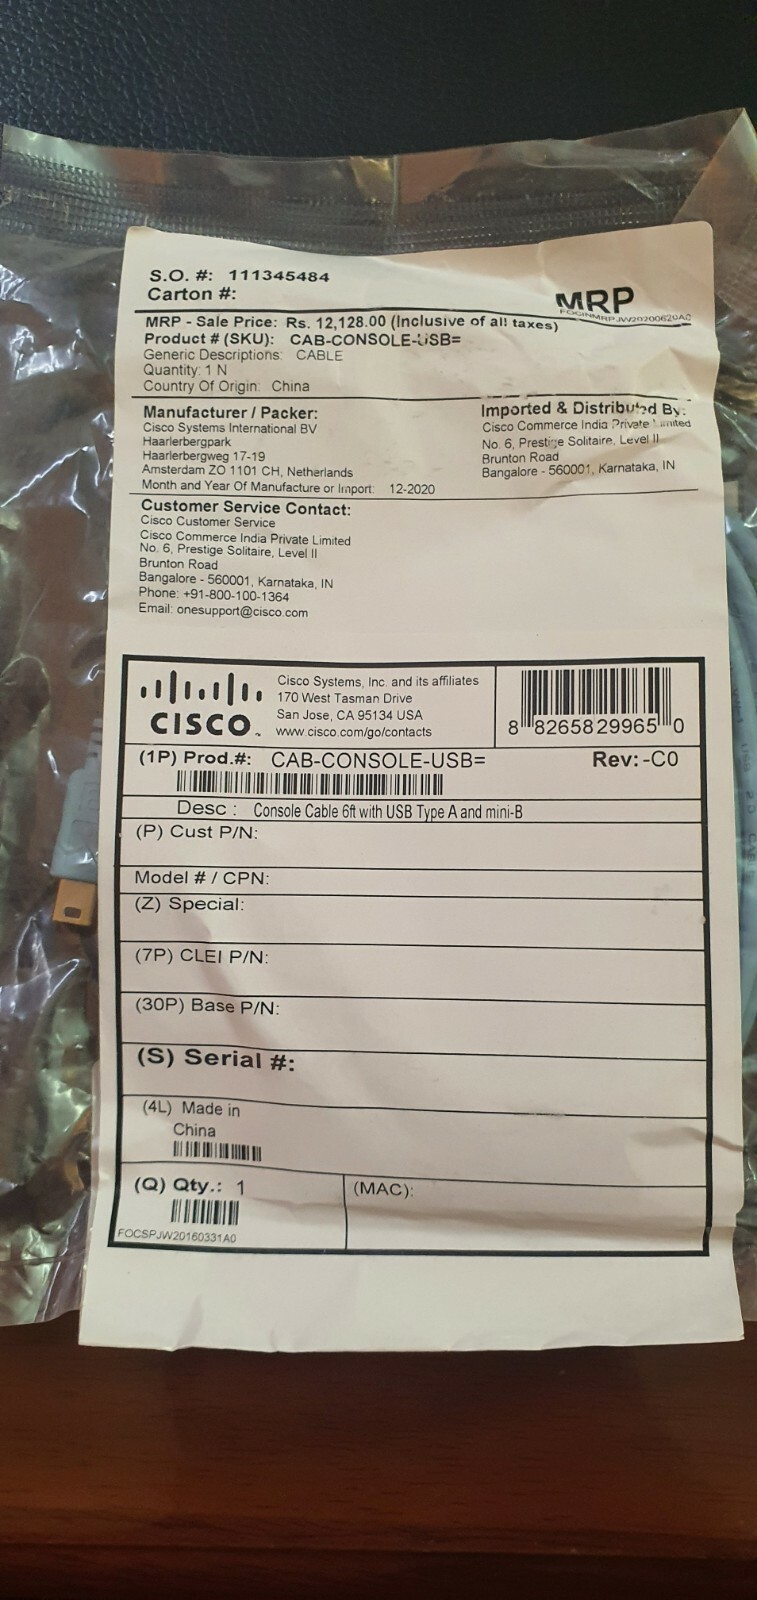 S.O. #: 111345484
Carton #:
MRP
FOCINMRPJW20200620A0
MRP - Sale Price: Rs. 12,128.00 (Inclusive of all taxes)
Product # (SKU): CAB-CONSOLE-USB=
Generic Descriptions: CABLE
Quantity: 1 N
Country Of Origin: China
Manufacturer / Packer:
Cisco Systems International BV
Haarlerbergpark
Haarlerbergweg 17-19
Amsterdam ZO 1101 CH, Netherlands
Month and Year Of Manufacture or Import: 12-2020
Imported & Distributed By:
Cisco Commerce India Private Limited
No. 6, Prestige Solitaire, Level II
Brunton Road
Bangalore - 560001, Karnataka, IN
Customer Service Contact:
Cisco Customer Service
Cisco Commerce India Private Limited
No. 6, Prestige Solitaire, Level II
Brunton Road
Bangalore - 560001, Karnataka, IN
Phone: +91-800-100-1364
Email: onesupport@cisco.com
CISCO
Cisco Systems, Inc. and its affiliates
170 West Tasman Drive
San Jose, CA 95134 USA
www.cisco.com/go/contacts
8 82658 29965 0
(1P) Prod.#: CAB-CONSOLE-USB= Rev: -C0
Desc : Console Cable 6ft with USB Type A and mini-B
(P) Cust P/N:
Model # / CPN:
(Z) Special:
(7P) CLEI P/N:
(30P) Base P/N:
(S) Serial #:
(4L) Made in
China
(Q) Qty.: 1
(MAC):
FOCSPJW20160331A0